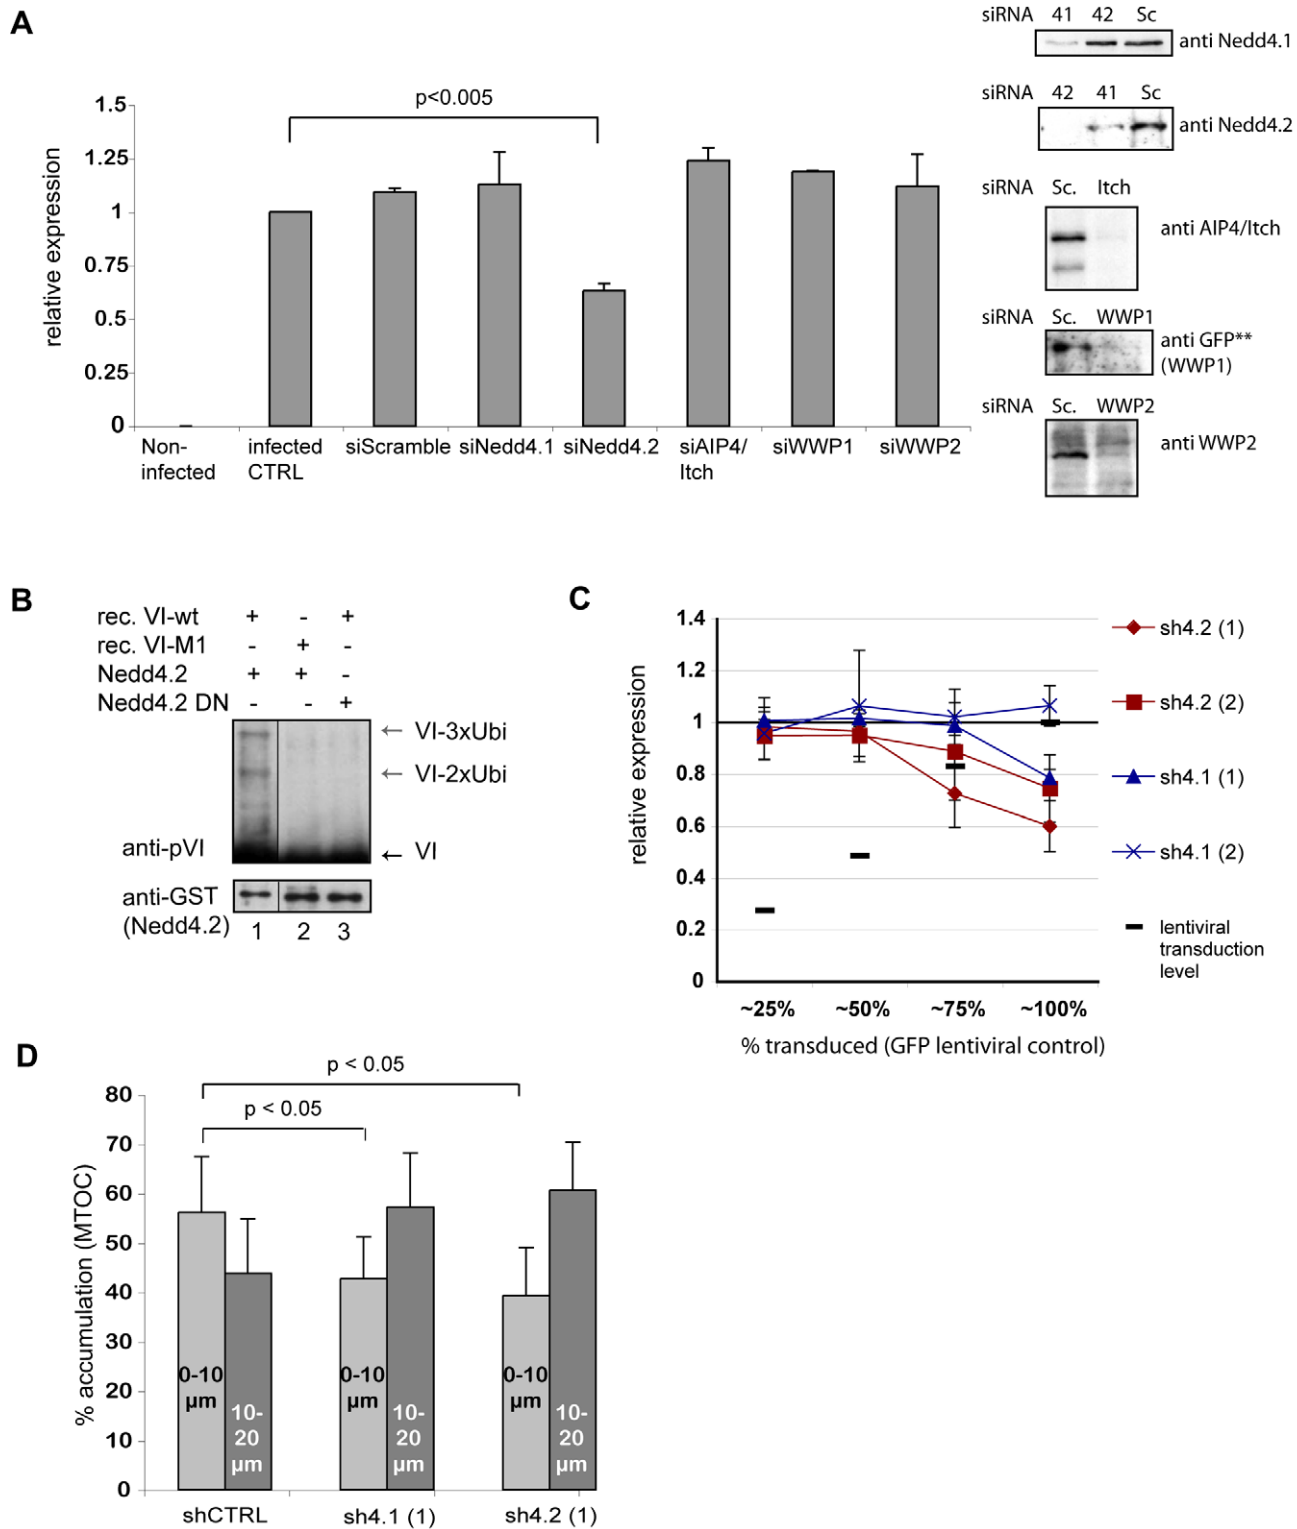 A
siRNA 41 42 Sc
anti Nedd4.1
siRNA 42 41 Sc
anti Nedd4.2
siRNA Sc. Itch
anti AIP4/Itch
siRNA Sc. WWP1
anti GFP**
(WWP1)
siRNA Sc. WWP2
anti WWP2
p<0.005
relative expression
1.5
1.25
1
0.75
0.5
0.25
0
Non-
infected
infected
CTRL
siScramble
siNedd4.1
siNedd4.2
siAIP4/
Itch
siWWP1
siWWP2
B
rec. VI-wt + - +
rec. VI-M1 - + -
Nedd4.2 + + -
Nedd4.2 DN - - +
← VI-3xUbi
← VI-2xUbi
anti-pVI
← VI
anti-GST
(Nedd4.2)
1 2 3
C
relative expression
1.4
1.2
1
0.8
0.6
0.4
0.2
0
~25% ~50% ~75% ~100%
% transduced (GFP lentiviral control)
sh4.2 (1)
sh4.2 (2)
sh4.1 (1)
sh4.1 (2)
lentiviral
transduction
level
D
p < 0.05
p < 0.05
% accumulation (MTOC)
80
70
60
50
40
30
20
10
0
0-10
µm
10-
20
µm
0-10
µm
10-
20
µm
0-10
µm
10-
20
µm
shCTRL
sh4.1 (1)
sh4.2 (1)